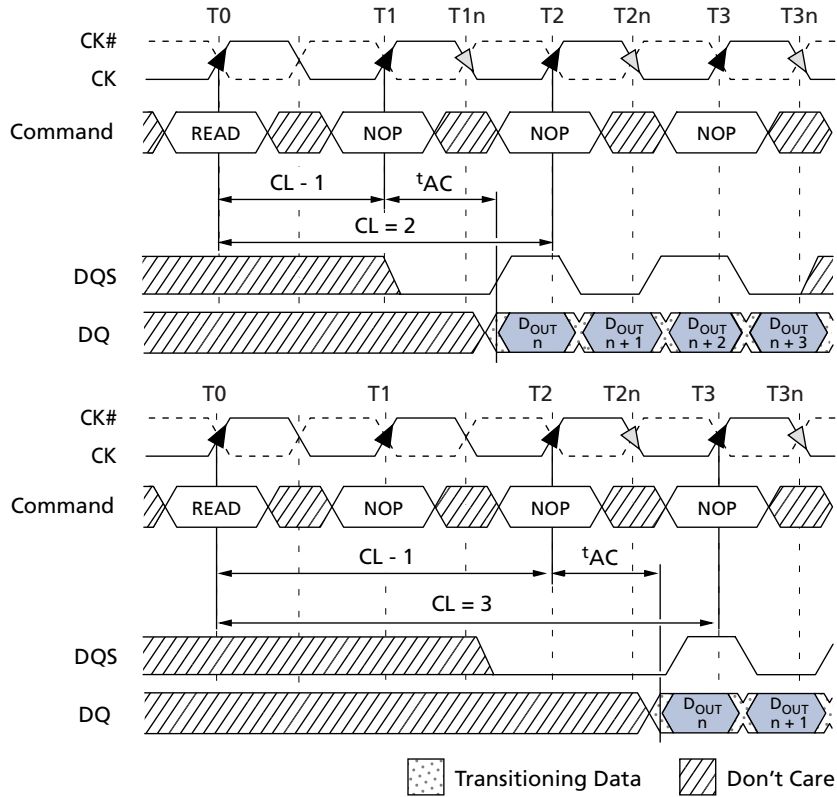 T0 T1 T1n T2 T2n T3 T3n
CK#
CK
Command READ NOP NOP NOP
CL - 1 tAC
CL = 2
DQS
DQ DOUT n DOUT n + 1 DOUT n + 2 DOUT n + 3
T0 T1 T2 T2n T3 T3n
CK#
CK
Command READ NOP NOP NOP
CL - 1 tAC
CL = 3
DQS
DQ DOUT n DOUT n + 1
Transitioning Data Don't Care